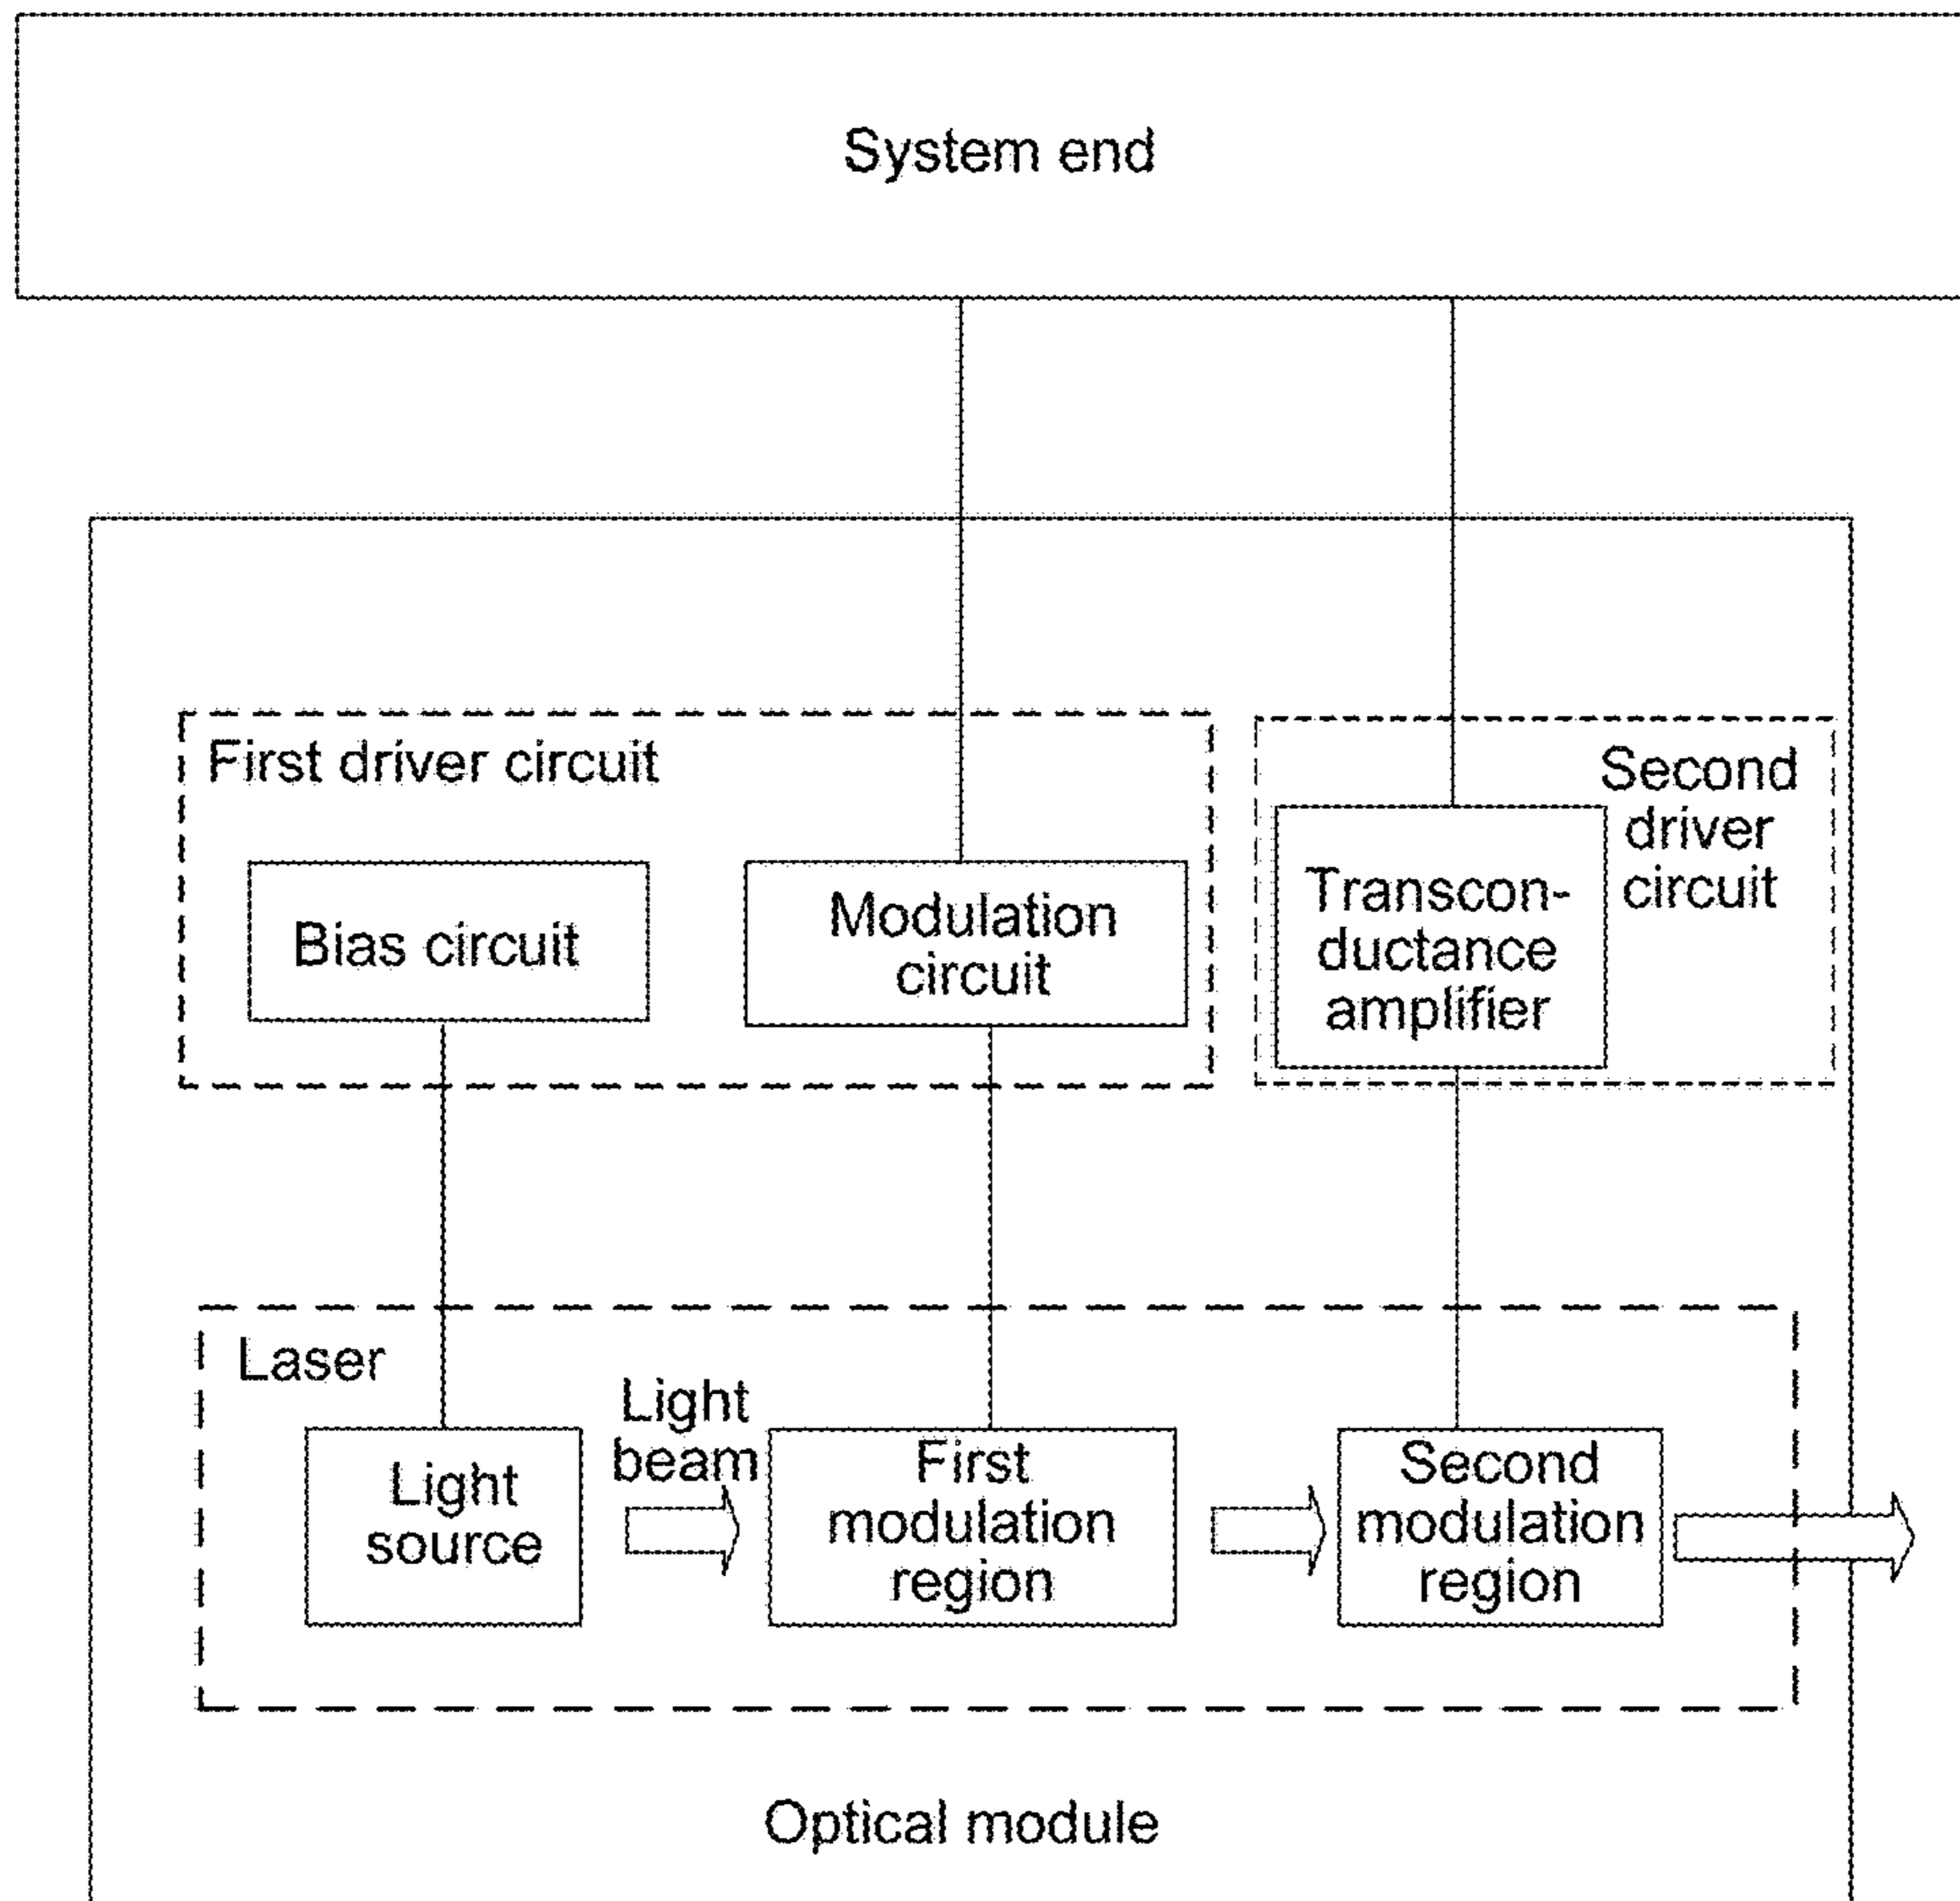 System end
First driver circuit
Second
driver
circuit
Bias circuit
Modulation
circuit
Transcon-
ductance
amplifier
Laser
Light
beam
Light
source
First
modulation
region
Second
modulation
region
Optical module